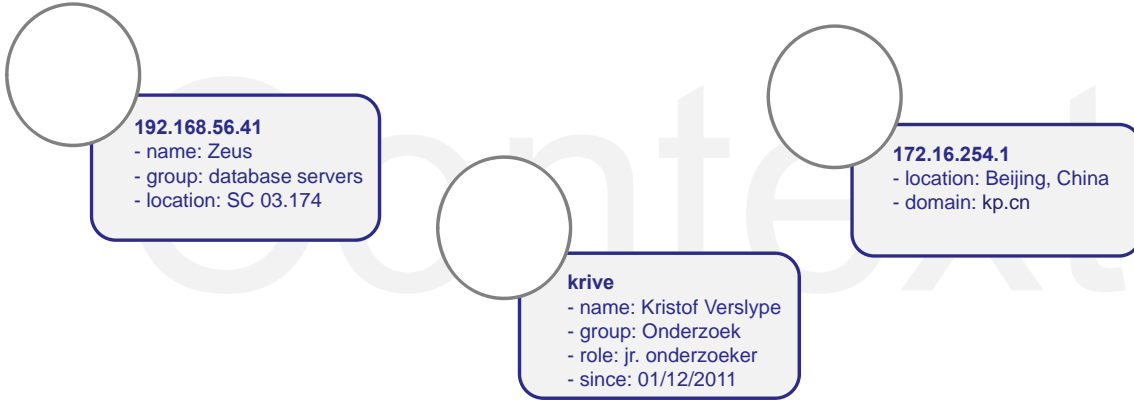 Context
192.168.56.41
- name: Zeus
- group: database servers
- location: SC 03.174
172.16.254.1
- location: Beijing, China
- domain: kp.cn
krive
- name: Kristof Verslype
- group: Onderzoek
- role: jr. onderzoeker
- since: 01/12/2011